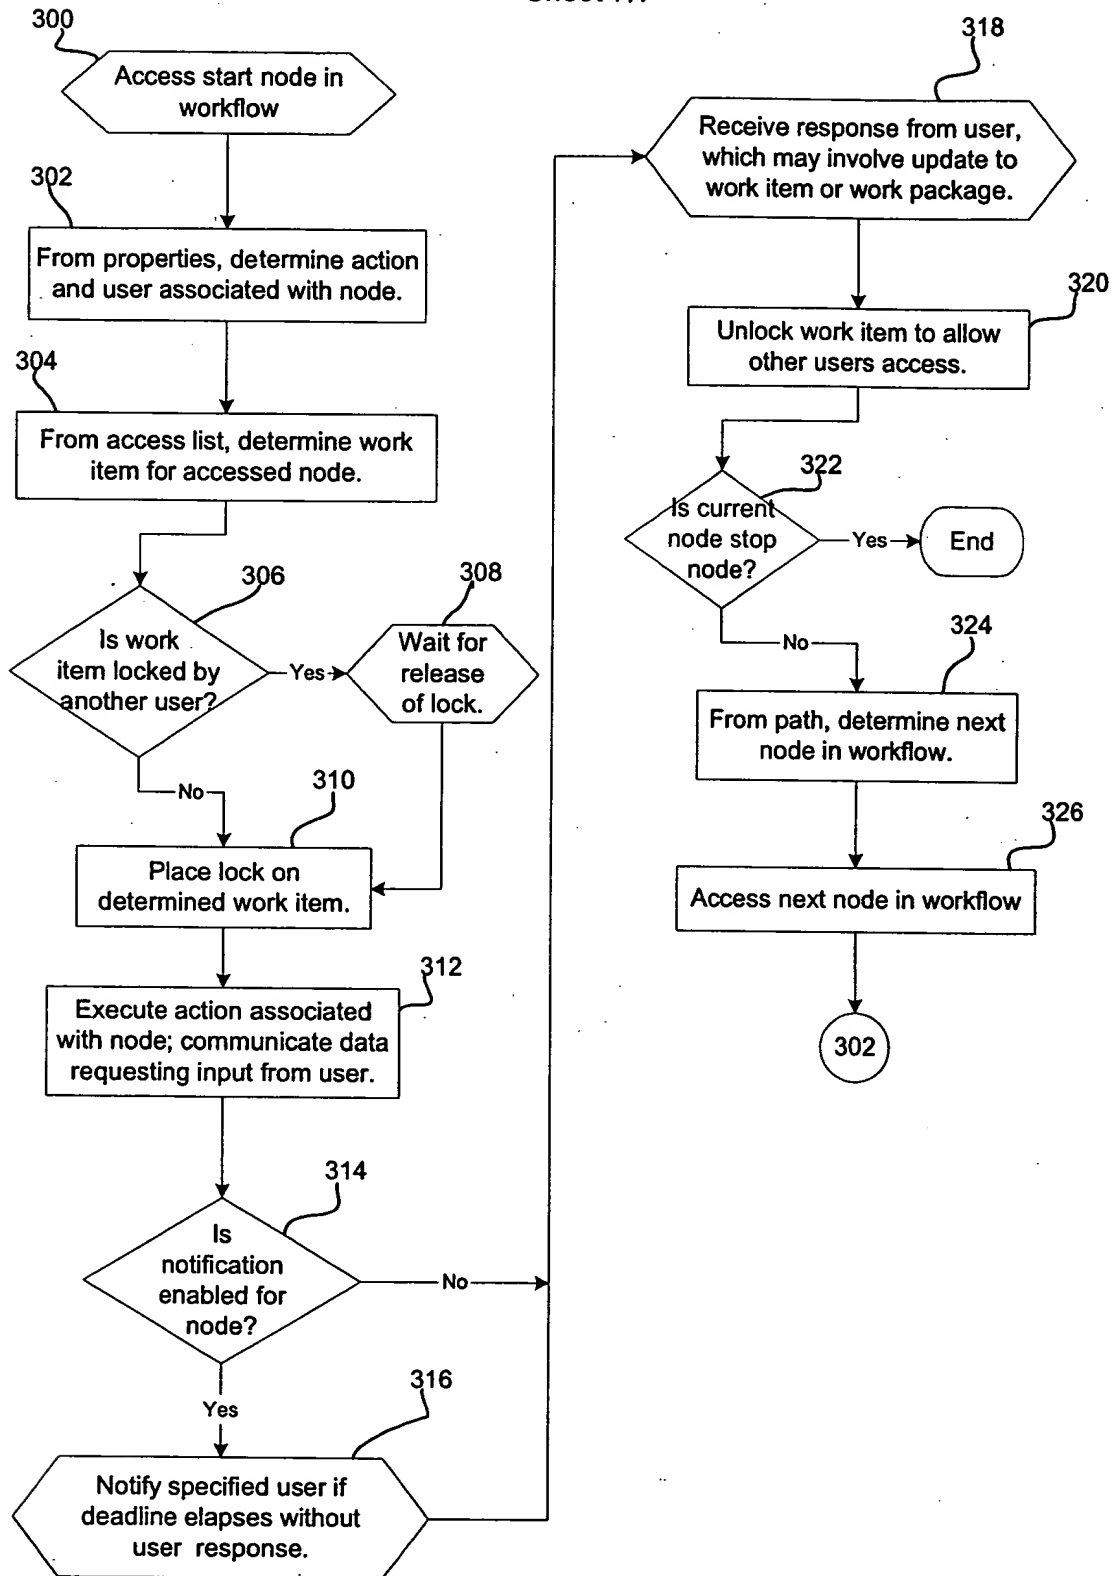 300
Access start node in
workflow
302
From properties, determine action
and user associated with node.
304
From access list, determine work
item for accessed node.
306
Is work
item locked by
another user?
Yes
308
Wait for
release
of lock.
No
310
Place lock on
determined work item.
312
Execute action associated
with node; communicate data
requesting input from user.
314
Is
notification
enabled for
node?
No
Yes
316
Notify specified user if
deadline elapses without
user response.
318
Receive response from user,
which may involve update to
work item or work package.
320
Unlock work item to allow
other users access.
322
Is current
node stop
node?
Yes
End
No
324
From path, determine next
node in workflow.
326
Access next node in workflow
302